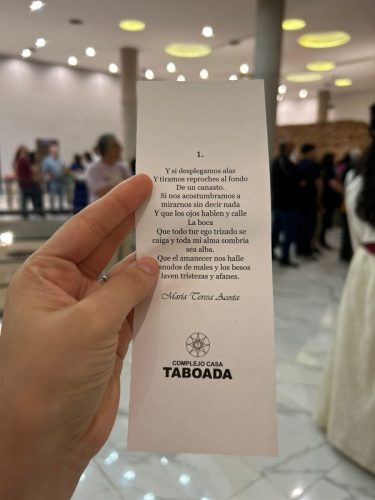 1.
Y si desplegamos alas
Y tiramos reproches al fondo
De un canasto.
Si nos acostumbramos a
mirarnos sin decir nada
Y que los ojos hablen y calle
La boca
Que todo tur ego trizado se
caiga y toda mi alma sombría
sea alba.
Que el amanecer nos halle
snudos de males y los besos
laven tristezas y afanes.
María Teresa Acosta
COMPLEJO CASA
TABOADA